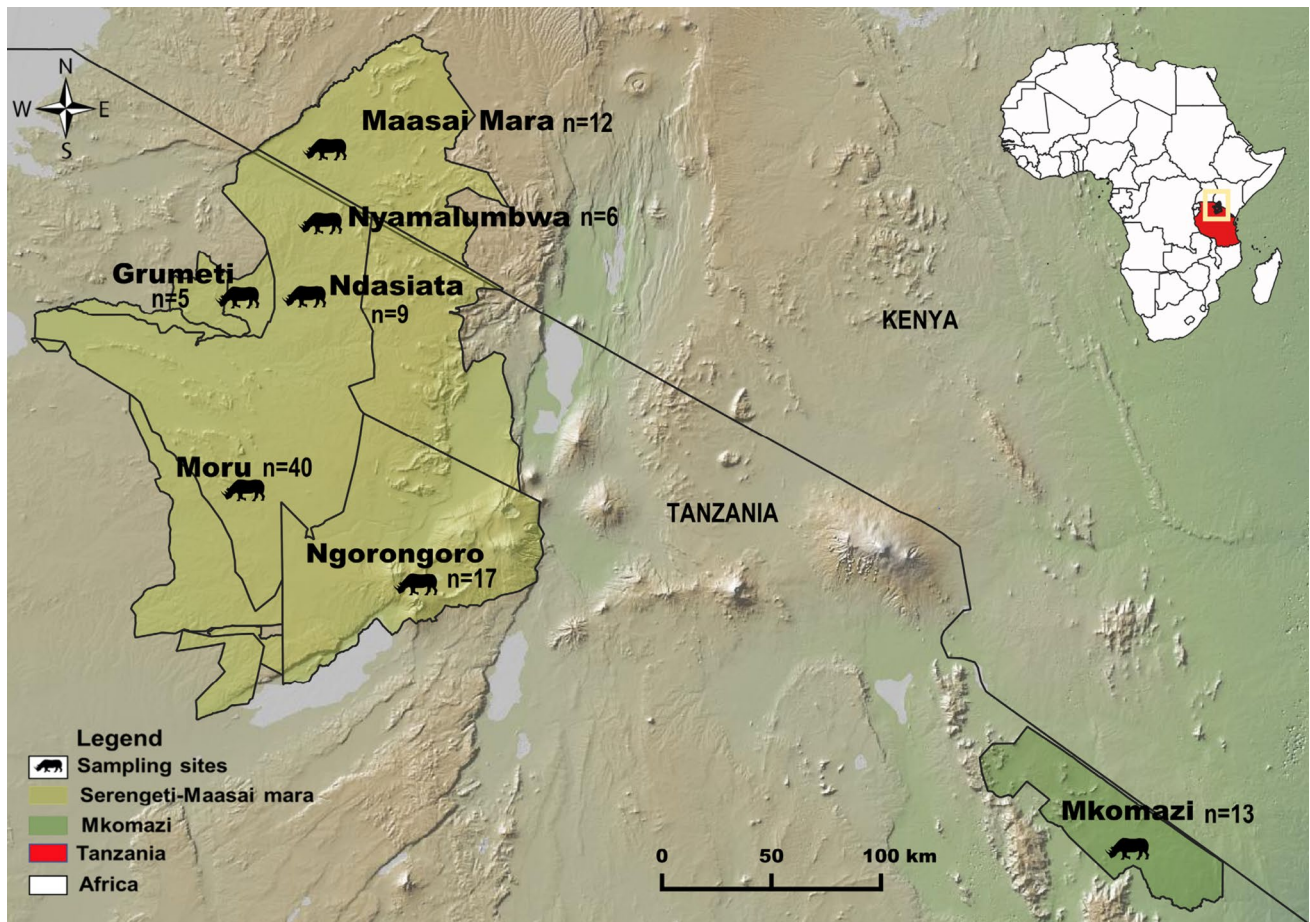 N
W E
S
Maasai Mara n=12
Nyamalumbwa n=6
Grumeti
n=5
Ndasiata
n=9
KENYA
Moru n=40
TANZANIA
Ngorongoro
n=17
Legend
Sampling sites
Serengeti-Maasai mara
Mkomazi
Tanzania
Africa
Mkomazi n=13
0 50 100 km